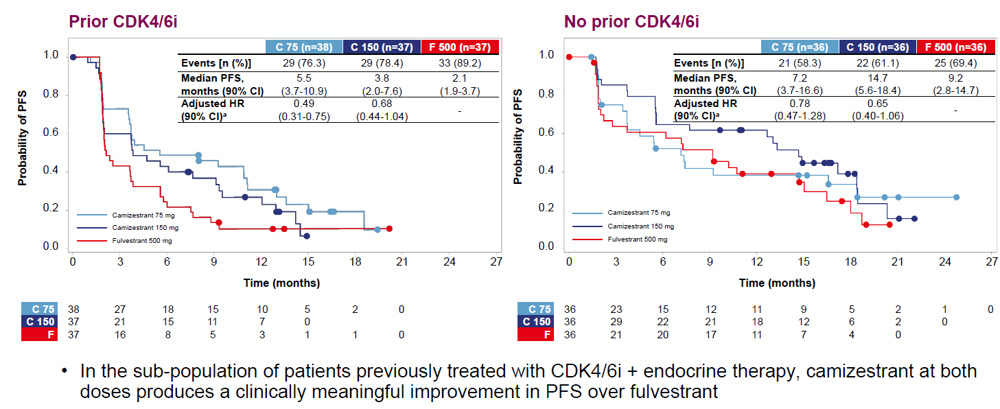 Prior CDK4/6i
C 75 (n=38) C 150 (n=37) F 500 (n=37)
Events [n (%)] 29 (76.3) 29 (78.4) 33 (89.2)
Median PFS, 5.5 3.8 2.1
months (90% CI) (3.7-10.9) (2.0-7.6) (1.9-3.7)
Adjusted HR 0.49 0.68 -
(90% CI)ᵃ (0.31-0.75) (0.44-1.04)
Probability of PFS
1.0
0.8
0.6
0.4
0.2
0.0
Camizestrant 75 mg
Camizestrant 150 mg
Fulvestrant 500 mg
0 3 6 9 12 15 18 21 24 27
Time (months)
C 75 38 27 18 15 10 5 2 0
C 150 37 21 15 11 7 0
F 37 16 8 5 3 1 1 0
No prior CDK4/6i
C 75 (n=36) C 150 (n=36) F 500 (n=36)
Events [n (%)] 21 (58.3) 22 (61.1) 25 (69.4)
Median PFS, 7.2 14.7 9.2
months (90% CI) (3.7-16.6) (5.6-18.4) (2.8-14.7)
Adjusted HR 0.78 0.65 -
(90% CI)ᵃ (0.47-1.28) (0.40-1.06)
Probability of PFS
1.0
0.8
0.6
0.4
0.2
0.0
Camizestrant 75 mg
Camizestrant 150 mg
Fulvestrant 500 mg
0 3 6 9 12 15 18 21 24 27
Time (months)
C 75 36 23 15 12 11 9 5 2 1 0
C 150 36 29 22 21 18 12 6 2 0
F 36 21 20 17 11 7 4 0
• In the sub-population of patients previously treated with CDK4/6i + endocrine therapy, camizestrant at both
doses produces a clinically meaningful improvement in PFS over fulvestrant